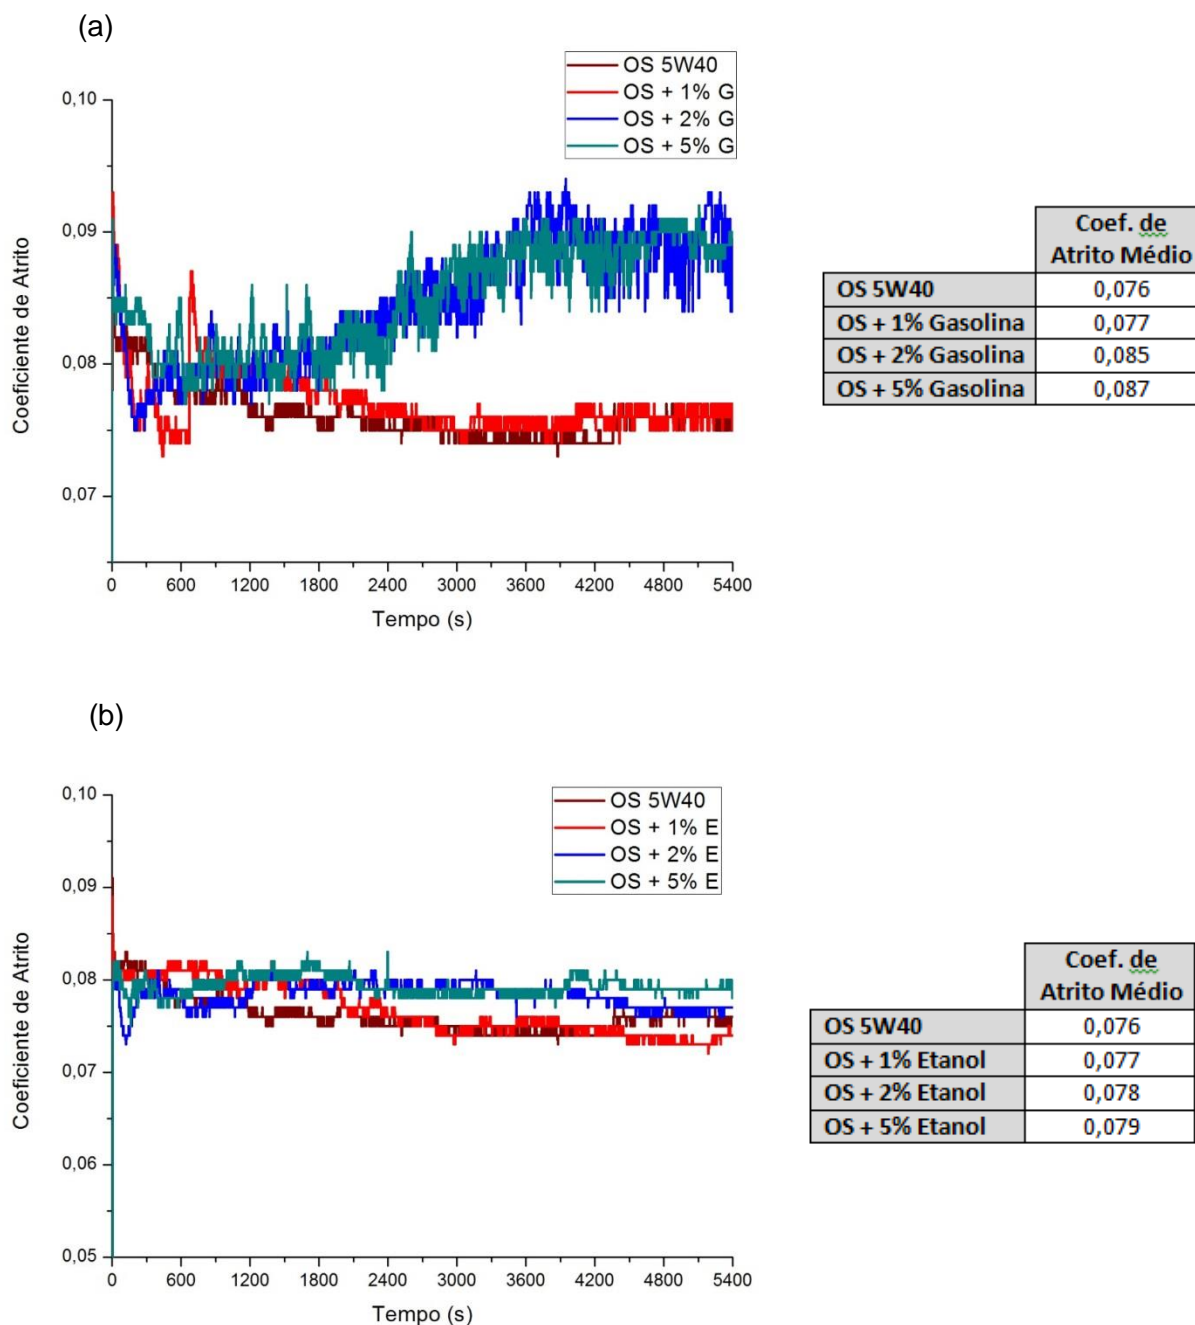 (a)
OS 5W40
OS + 1% G
OS + 2% G
OS + 5% G
0,10
0,09
0,08
0,07
Coeficiente de Atrito
0 600 1200 1800 2400 3000 3600 4200 4800 5400
Tempo (s)
Coef. de
Atrito Médio
OS 5W40 0,076
OS + 1% Gasolina 0,077
OS + 2% Gasolina 0,085
OS + 5% Gasolina 0,087
(b)
OS 5W40
OS + 1% E
OS + 2% E
OS + 5% E
0,10
0,09
0,08
0,07
0,06
0,05
Coeficiente de Atrito
0 600 1200 1800 2400 3000 3600 4200 4800 5400
Tempo (s)
Coef. de
Atrito Médio
OS 5W40 0,076
OS + 1% Etanol 0,077
OS + 2% Etanol 0,078
OS + 5% Etanol 0,079